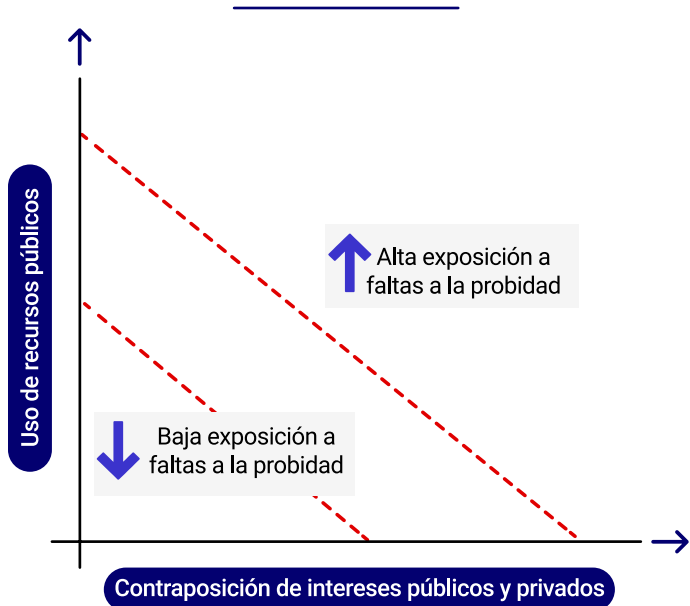 Uso de recursos públicos
Alta exposición a
faltas a la probidad
Baja exposición a
faltas a la probidad
Contraposición de intereses públicos y privados